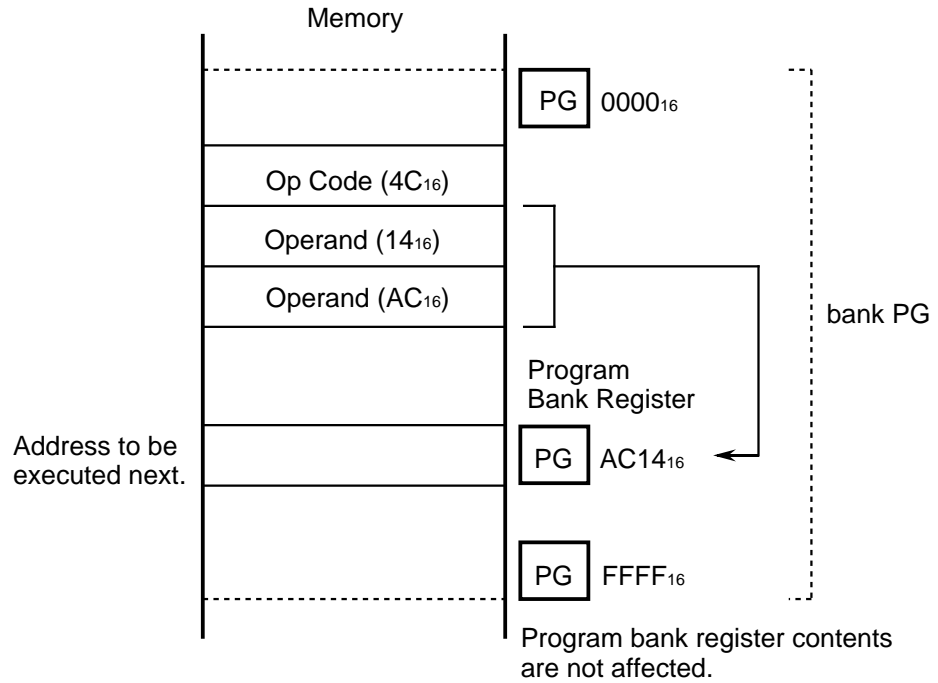 Memory
PG 0000₁₆
Op Code (4C₁₆)
Operand (14₁₆)
Operand (AC₁₆)
bank PG
Program
Bank Register
Address to be
executed next.
PG AC14₁₆
PG FFFF₁₆
Program bank register contents
are not affected.